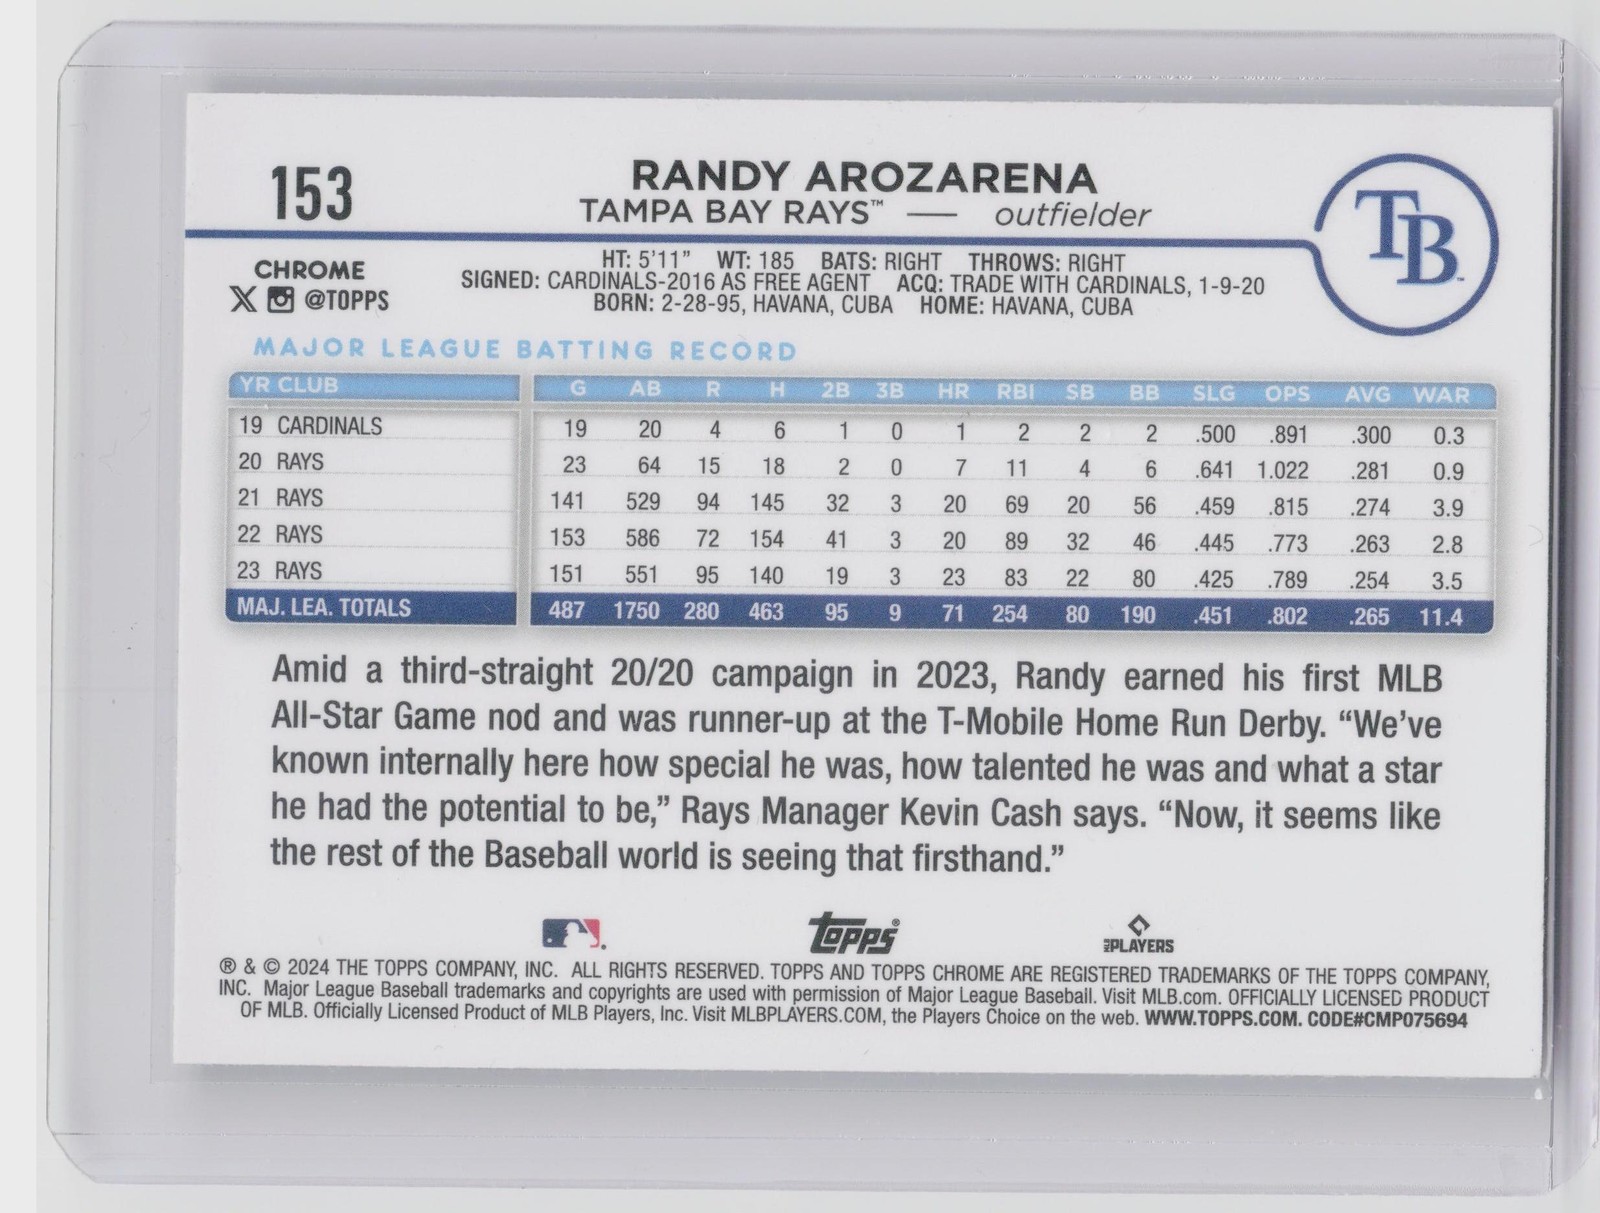 153
RANDY AROZARENA
TAMPA BAY RAYS™ — outfielder
TB
CHROME
X @TOPPS
HT: 5'11" WT: 185 BATS: RIGHT THROWS: RIGHT
SIGNED: CARDINALS-2016 AS FREE AGENT ACQ: TRADE WITH CARDINALS, 1-9-20
BORN: 2-28-95, HAVANA, CUBA HOME: HAVANA, CUBA
MAJOR LEAGUE BATTING RECORD
YR CLUB G AB R H 2B 3B HR RBI SB BB SLG OPS AVG WAR
19 CARDINALS 19 20 4 6 1 0 1 2 2 2 .500 .891 .300 0.3
20 RAYS 23 64 15 18 2 0 7 11 4 6 .641 1.022 .281 0.9
21 RAYS 141 529 94 145 32 3 20 69 20 56 .459 .815 .274 3.9
22 RAYS 153 586 72 154 41 3 20 89 32 46 .445 .773 .263 2.8
23 RAYS 151 551 95 140 19 3 23 83 22 80 .425 .789 .254 3.5
MAJ. LEA. TOTALS 487 1750 280 463 95 9 71 254 80 190 .451 .802 .265 11.4
Amid a third-straight 20/20 campaign in 2023, Randy earned his first MLB
All-Star Game nod and was runner-up at the T-Mobile Home Run Derby. “We’ve
known internally here how special he was, how talented he was and what a star
he had the potential to be,” Rays Manager Kevin Cash says. “Now, it seems like
the rest of the Baseball world is seeing that firsthand.”
Topps® MLB PLAYERS
® & © 2024 THE TOPPS COMPANY, INC. ALL RIGHTS RESERVED. TOPPS AND TOPPS CHROME ARE REGISTERED TRADEMARKS OF THE TOPPS COMPANY,
INC. Major League Baseball trademarks and copyrights are used with permission of Major League Baseball. Visit MLB.com. OFFICIALLY LICENSED PRODUCT
OF MLB. Officially Licensed Product of MLB Players, Inc. Visit MLBPLAYERS.COM, the Players Choice on the web. WWW.TOPPS.COM. CODE#CMP075694